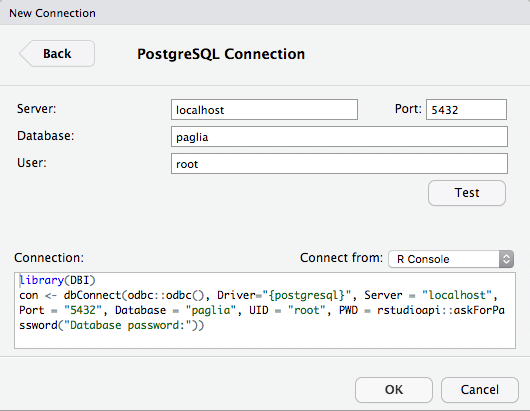 New Connection
Back
PostgreSQL Connection
Server: localhost Port: 5432
Database: paglia
User: root
Test
Connection: Connect from: R Console
library(DBI)
con <- dbConnect(odbc::odbc(), Driver="{postgresql}", Server = "localhost",
Port = "5432", Database = "paglia", UID = "root", PWD = rstudioapi::askForPa
ssword("Database password:"))
OK Cancel